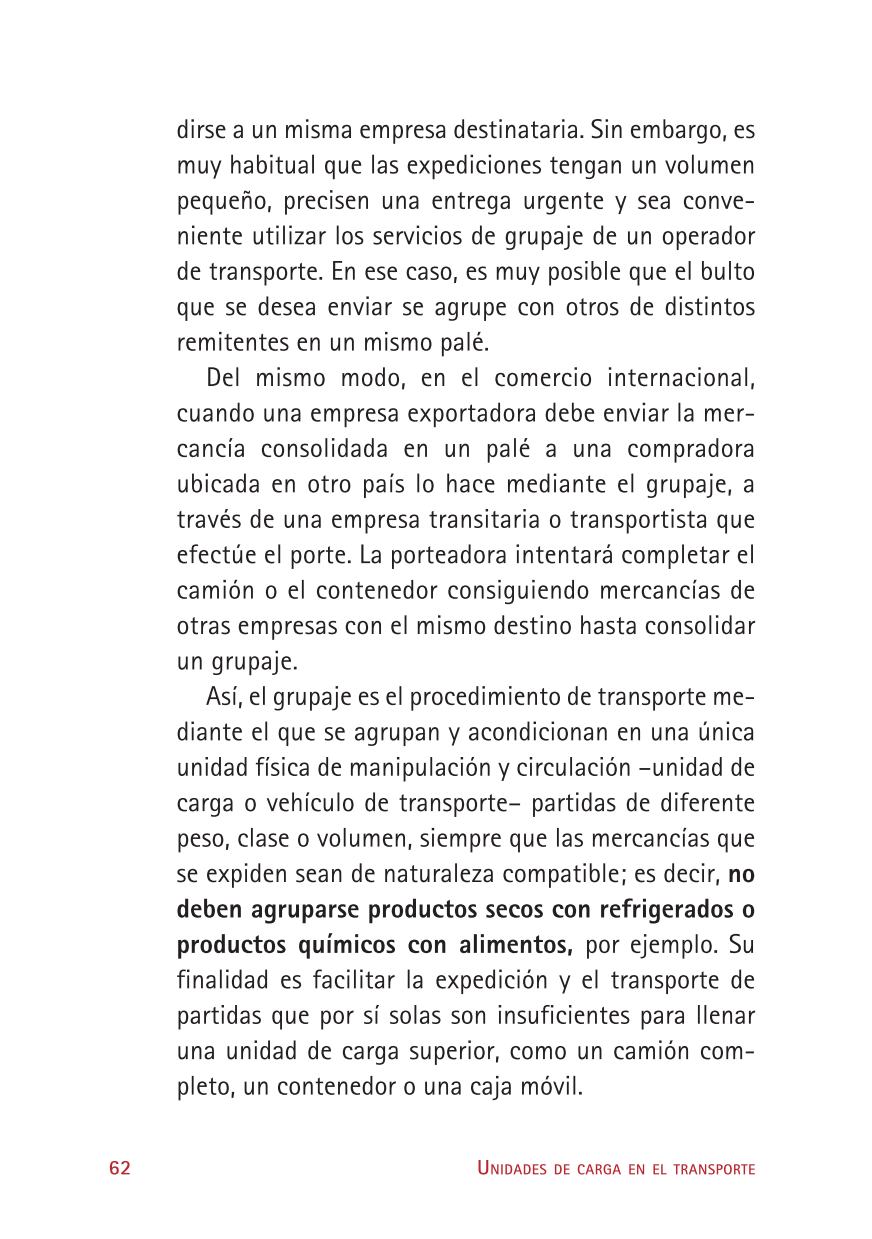 dirse a un misma empresa destinataria. Sin embargo, es
muy habitual que las expediciones tengan un volumen
pequeño, precisen una entrega urgente y sea conve-
niente utilizar los servicios de grupaje de un operador
de transporte. En ese caso, es muy posible que el bulto
que se desea enviar se agrupe con otros de distintos
remitentes en un mismo palé.
Del mismo modo, en el comercio internacional,
cuando una empresa exportadora debe enviar la mer-
cancía consolidada en un palé a una compradora
ubicada en otro país lo hace mediante el grupaje, a
través de una empresa transitaria o transportista que
efectúe el porte. La porteadora intentará completar el
camión o el contenedor consiguiendo mercancías de
otras empresas con el mismo destino hasta consolidar
un grupaje.
Así, el grupaje es el procedimiento de transporte me-
diante el que se agrupan y acondicionan en una única
unidad física de manipulación y circulación –unidad de
carga o vehículo de transporte– partidas de diferente
peso, clase o volumen, siempre que las mercancías que
se expiden sean de naturaleza compatible; es decir, no
deben agruparse productos secos con refrigerados o
productos químicos con alimentos, por ejemplo. Su
finalidad es facilitar la expedición y el transporte de
partidas que por sí solas son insuficientes para llenar
una unidad de carga superior, como un camión com-
pleto, un contenedor o una caja móvil.
62 Unidades de carga en el transporte